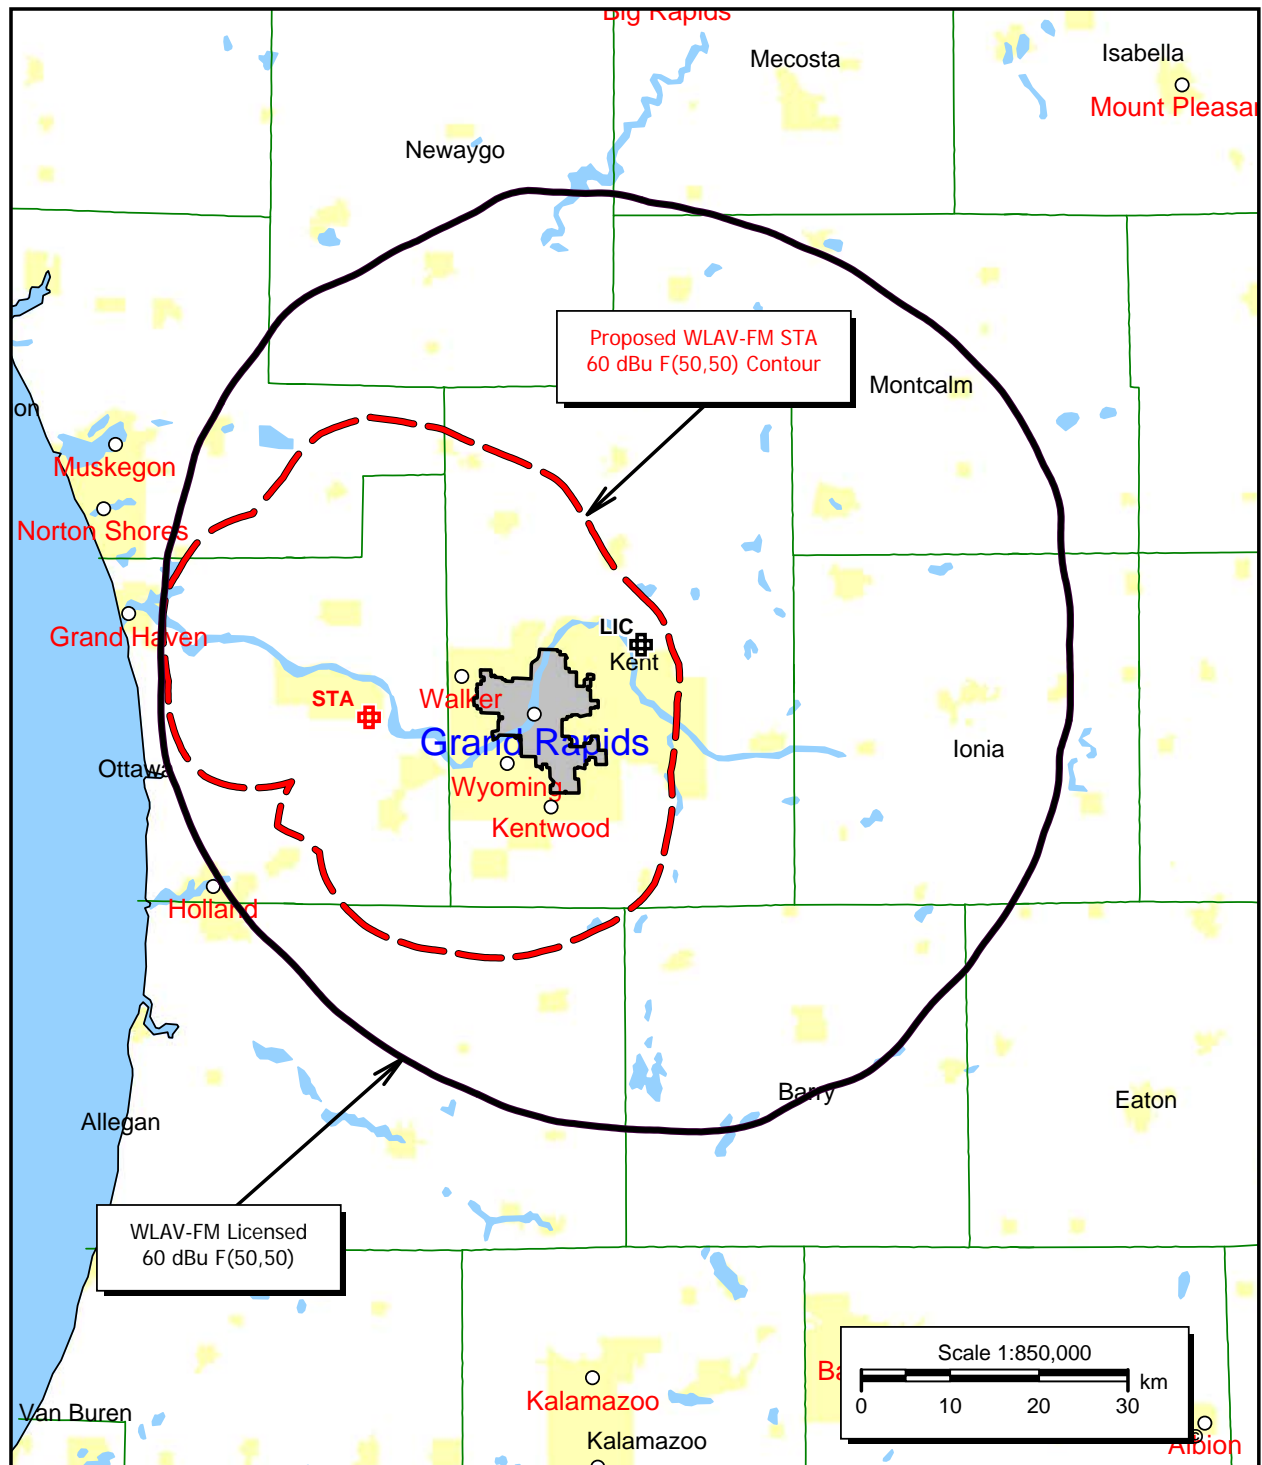 Big Rapids
Mecosta
Isabella
Mount Pleasan
Newaygo
Proposed WLAV-FM STA
60 dBu F(50,50) Contour
Montcalm
on
Muskegon
Norton Shores
LIC
Grand Haven
Kent
STA
Walker
Grand Rapids
Ionia
Ottawa
Wyoming
Kentwood
Holland
Barry
Eaton
Allegan
WLAV-FM Licensed
60 dBu F(50,50)
Scale 1:850,000
Ba
km
0 10 20 30
Kalamazoo
Van Buren
Kalamazoo
Albion